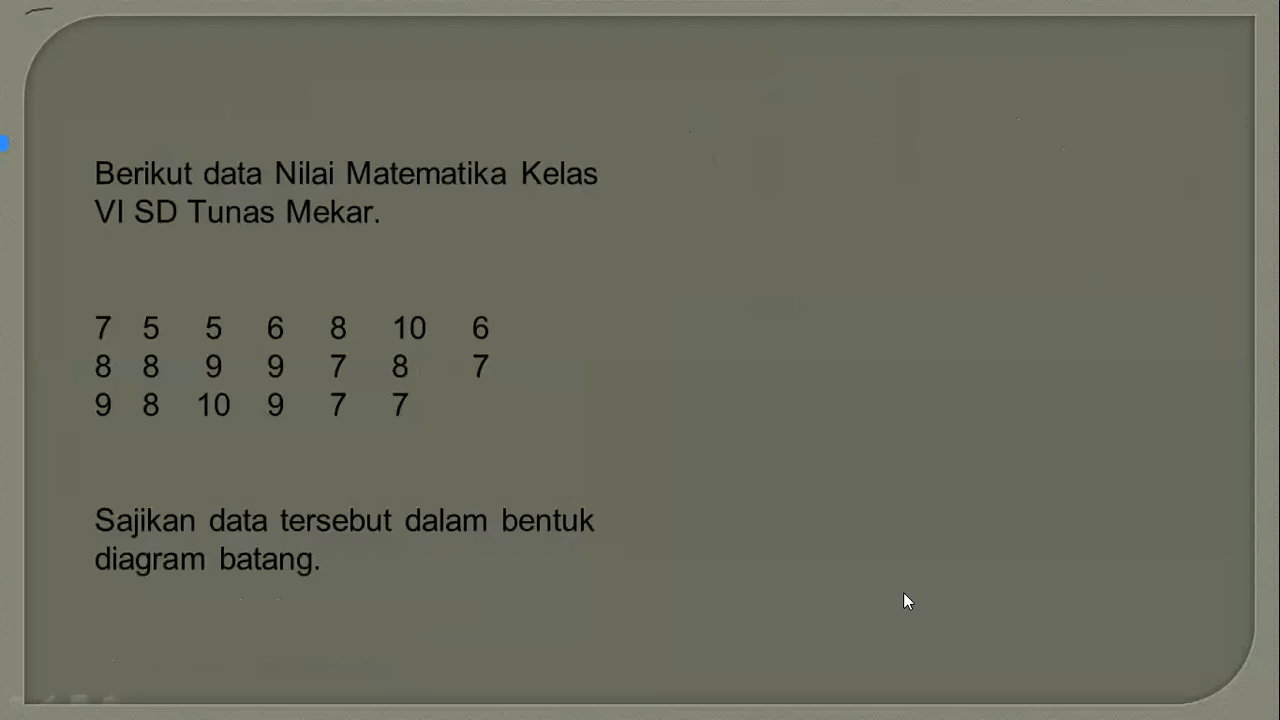 Berikut data Nilai Matematika Kelas
VI SD Tunas Mekar.
7 5 5 6 8 10 6
8 8 9 9 7 8 7
9 8 10 9 7 7
Sajikan data tersebut dalam bentuk
diagram batang.